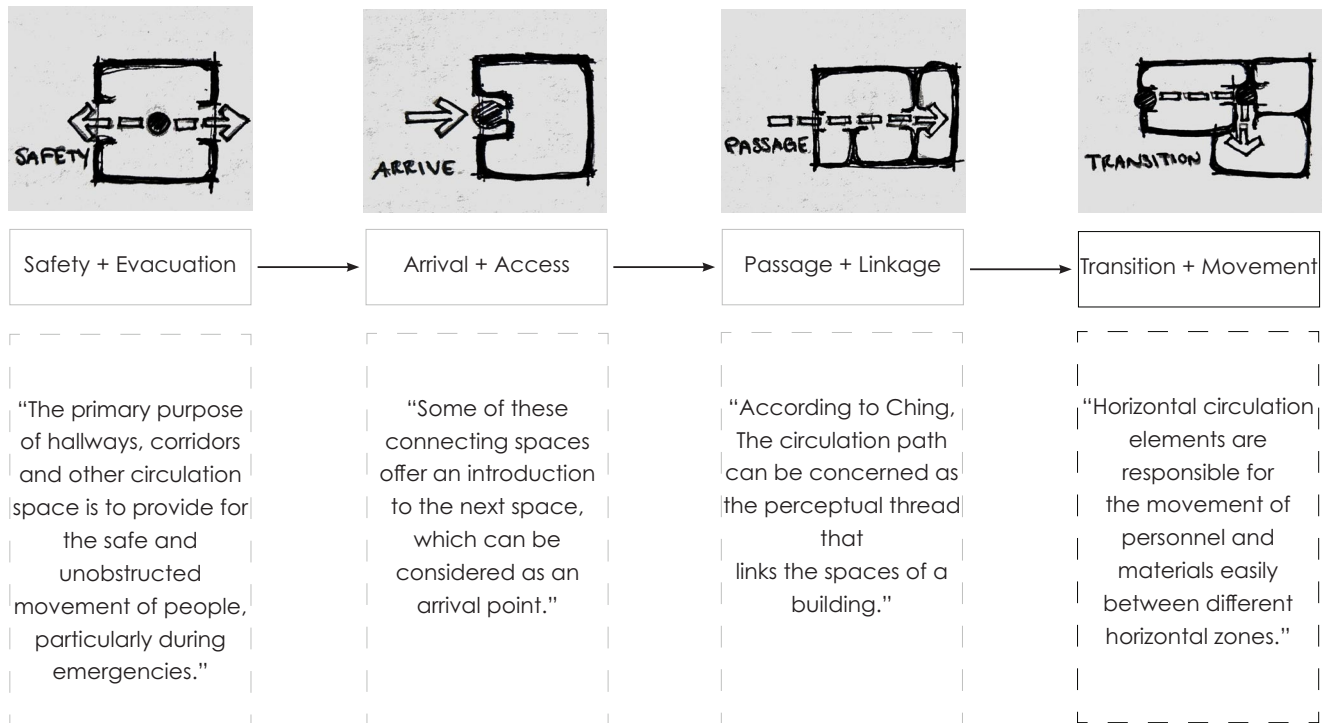 SAFETY
ARRIVE
PASSAGE
TRANSITION
Safety + Evacuation
Arrival + Access
Passage + Linkage
Transition + Movement
“The primary purpose
of hallways, corridors
and other circulation
space is to provide for
the safe and
unobstructed
movement of people,
particularly during
emergencies.”
“Some of these
connecting spaces
offer an introduction
to the next space,
which can be
considered as an
arrival point.”
“According to Ching,
The circulation path
can be concerned as
the perceptual thread
that
links the spaces of a
building.”
“Horizontal circulation
elements are
responsible for
the movement of
personnel and
materials easily
between different
horizontal zones.”